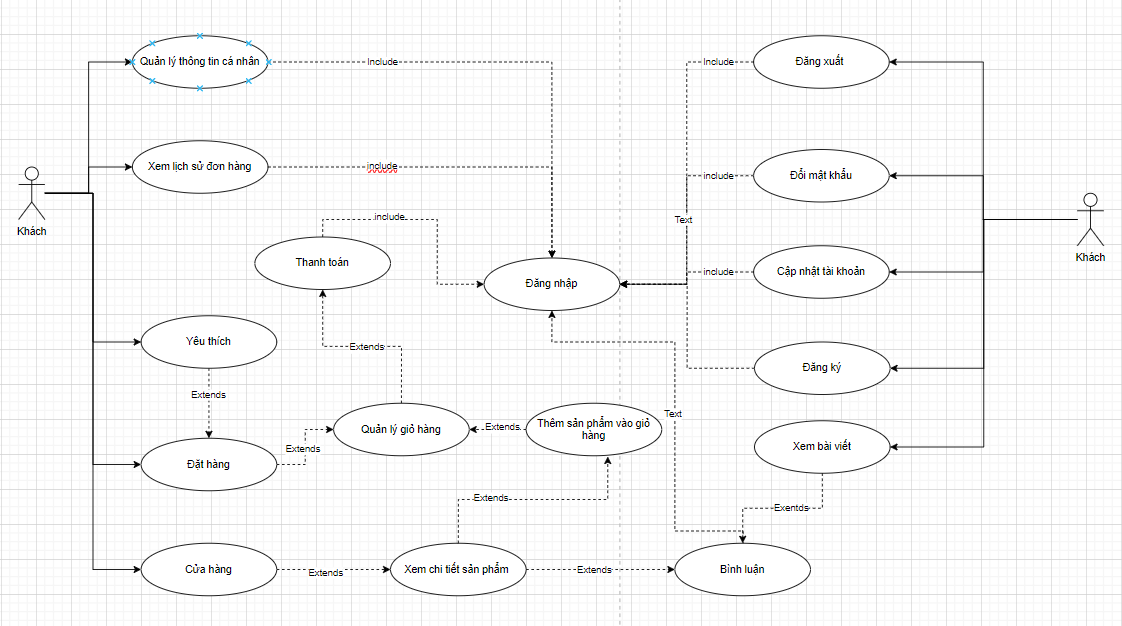 Quản lý thông tin cá nhân
Include
Include
Đăng xuất
Xem lịch sử đơn hàng
include
include
Đổi mật khẩu
Khách
Text
include
Thanh toán
Đăng nhập
include
Cập nhật tài khoản
Khách
Yêu thích
Extends
Đăng ký
Extends
Text
Quản lý giỏ hàng
Extends
Thêm sản phẩm vào giỏ
hàng
Xem bài viết
Extends
Đặt hàng
Extends
Exentds
Cửa hàng
Extends
Xem chi tiết sản phẩm
Extends
Bình luận